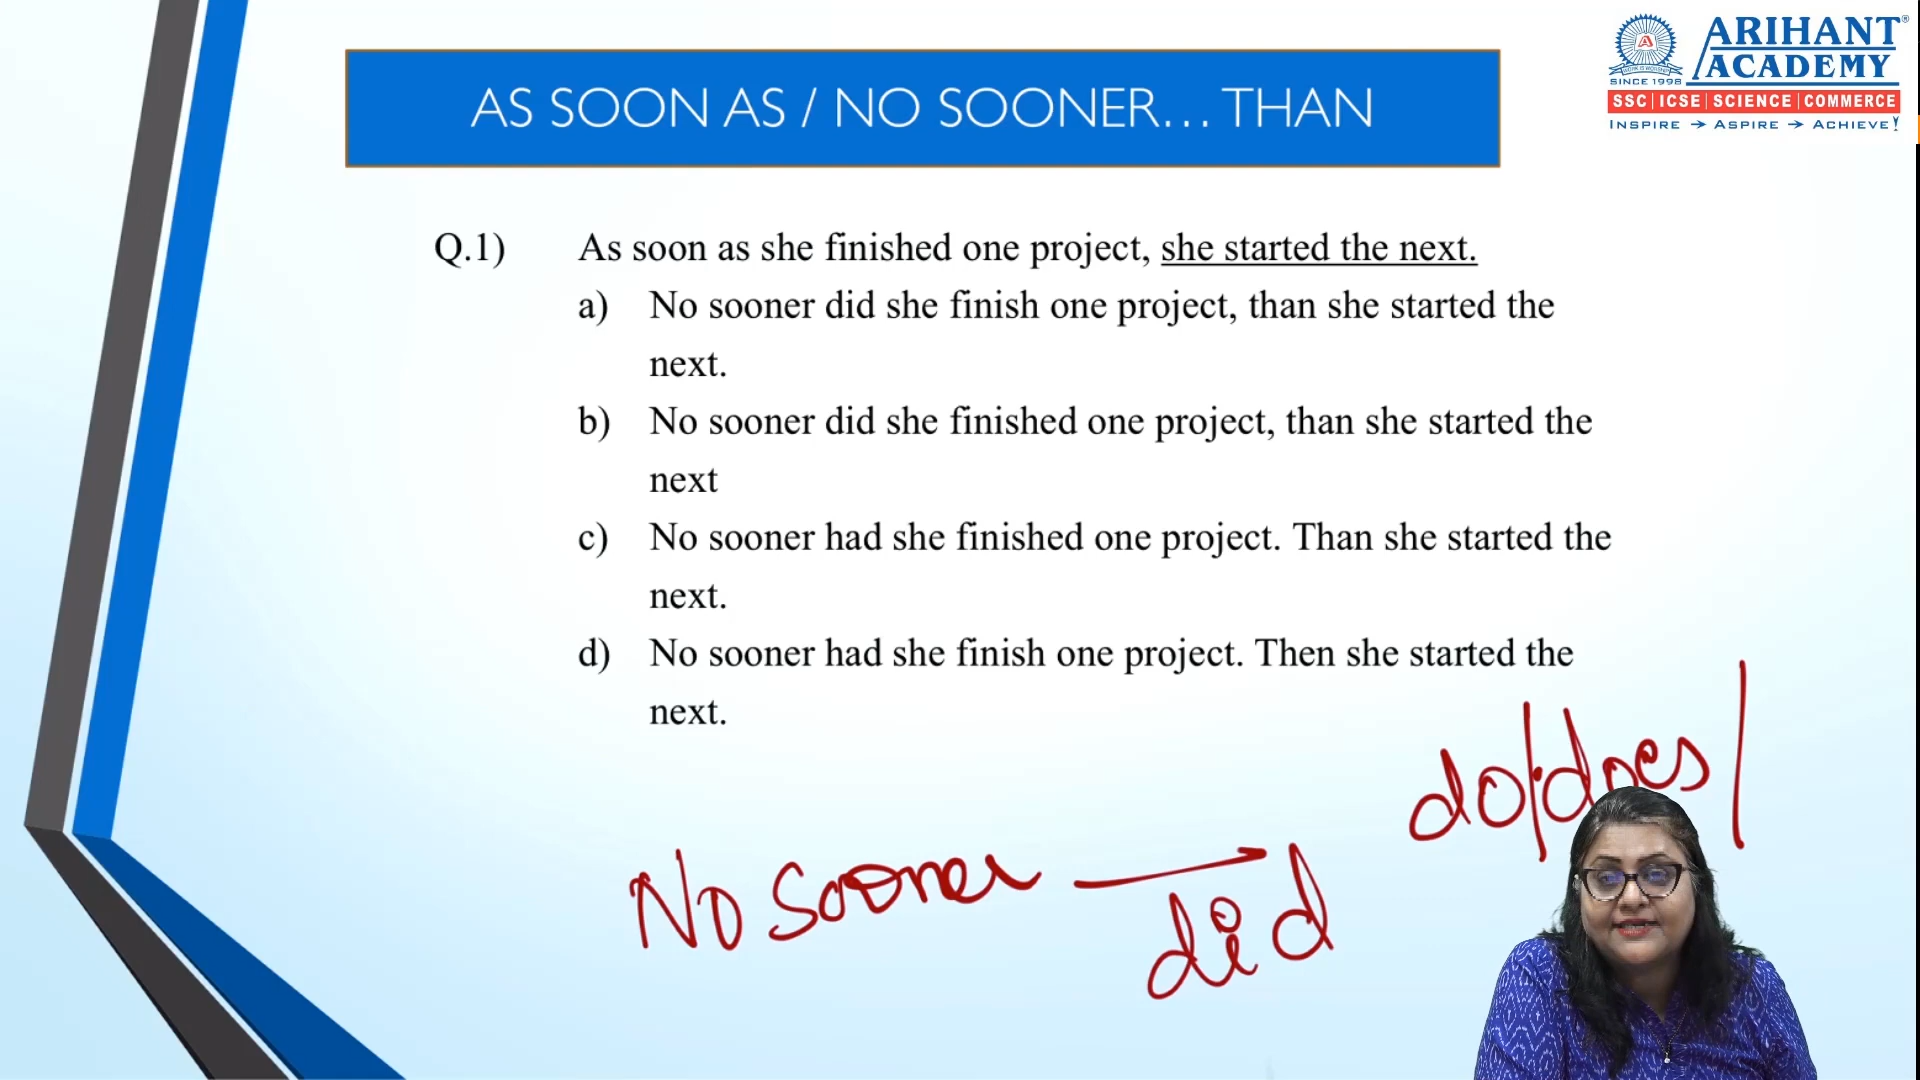 ARIHANT
ACADEMY
SINCE 1998
SSC | ICSE | SCIENCE | COMMERCE
INSPIRE → ASPIRE → ACHIEVE!
AS SOON AS / NO SOONER… THAN
Q.1) As soon as she finished one project, she started the next.
a) No sooner did she finish one project, than she started the
next.
b) No sooner did she finished one project, than she started the
next
c) No sooner had she finished one project. Than she started the
next.
d) No sooner had she finish one project. Then she started the
next.
do/does/
No sooner → did